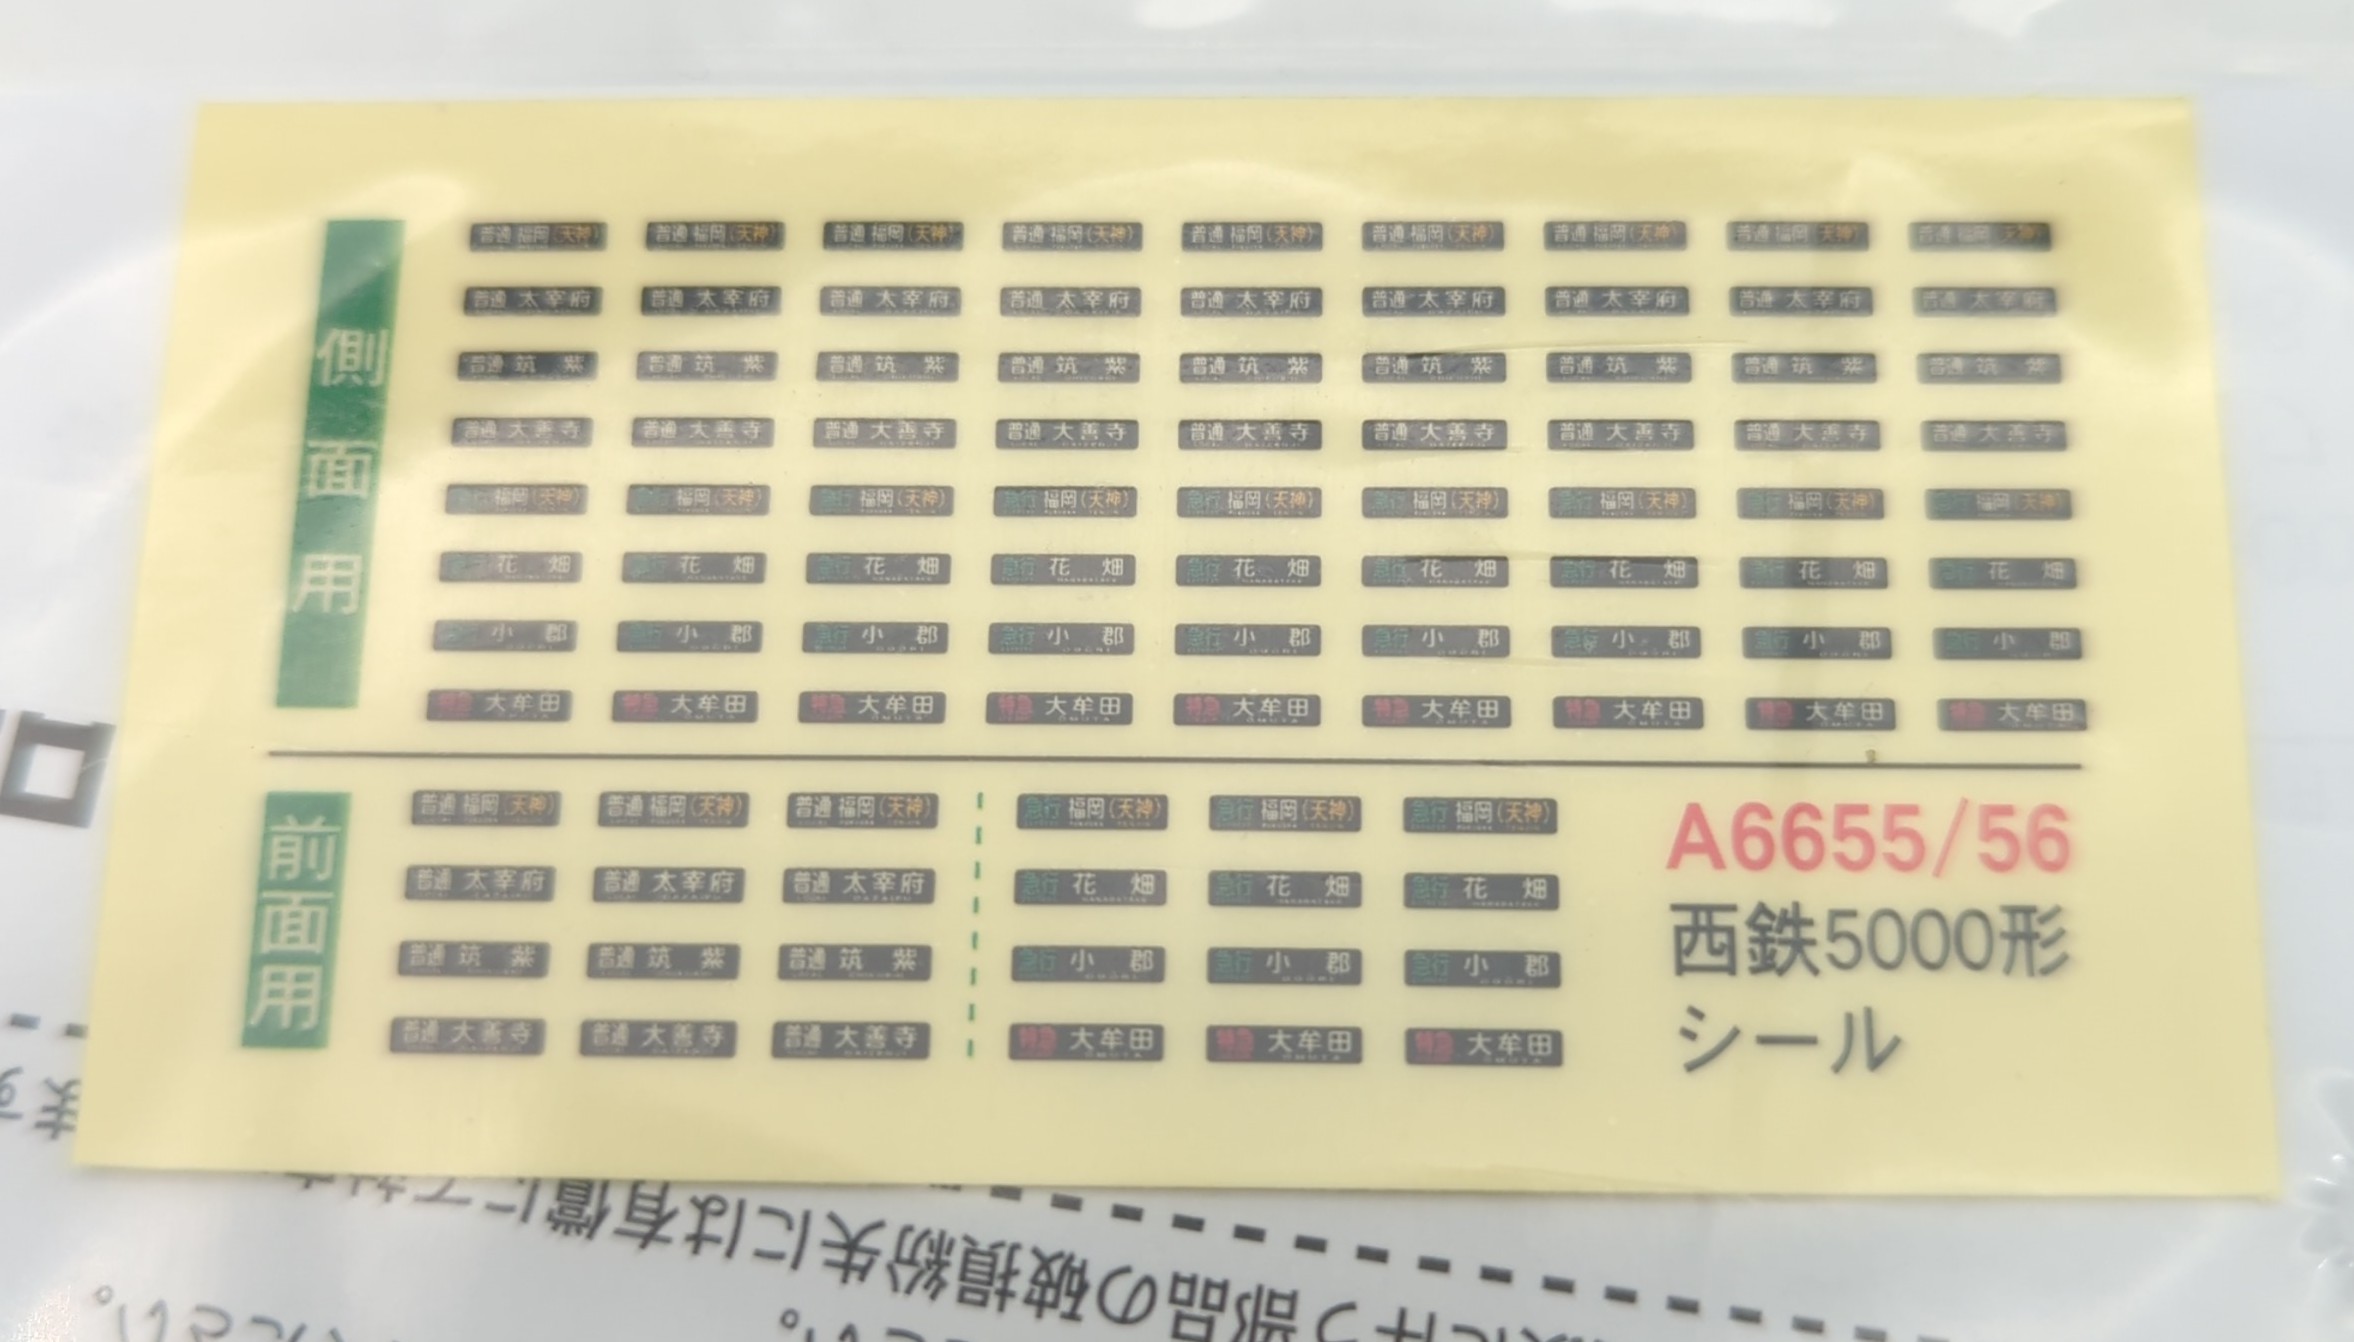 側面用
普通 福岡(天神) 普通 福岡(天神) 普通 福岡(天神) 普通 福岡(天神) 普通 福岡(天神) 普通 福岡(天神) 普通 福岡(天神) 普通 福岡(天神) 普通 福岡(天神)
普通 太宰府 普通 太宰府 普通 太宰府 普通 太宰府 普通 太宰府 普通 太宰府 普通 太宰府 普通 太宰府 普通 太宰府
普通 筑紫 普通 筑紫 普通 筑紫 普通 筑紫 普通 筑紫 普通 筑紫 普通 筑紫 普通 筑紫 普通 筑紫
普通 大善寺 普通 大善寺 普通 大善寺 普通 大善寺 普通 大善寺 普通 大善寺 普通 大善寺 普通 大善寺 普通 大善寺
急行 福岡(天神) 急行 福岡(天神) 急行 福岡(天神) 急行 福岡(天神) 急行 福岡(天神) 急行 福岡(天神) 急行 福岡(天神) 急行 福岡(天神) 急行 福岡(天神)
急行 花畑 急行 花畑 急行 花畑 急行 花畑 急行 花畑 急行 花畑 急行 花畑 急行 花畑 急行 花畑
急行 小郡 急行 小郡 急行 小郡 急行 小郡 急行 小郡 急行 小郡 急行 小郡 急行 小郡 急行 小郡
特急 大牟田 特急 大牟田 特急 大牟田 特急 大牟田 特急 大牟田 特急 大牟田 特急 大牟田 特急 大牟田 特急 大牟田
前面用
普通 福岡(天神) 普通 福岡(天神) 普通 福岡(天神) 急行 福岡(天神) 急行 福岡(天神) 急行 福岡(天神)
普通 太宰府 普通 太宰府 普通 太宰府 急行 花畑 急行 花畑 急行 花畑
普通 筑紫 普通 筑紫 普通 筑紫 急行 小郡 急行 小郡 急行 小郡
普通 大善寺 普通 大善寺 普通 大善寺 特急 大牟田 特急 大牟田 特急 大牟田
A6655/56
西鉄5000形
シール
伴う部品の破損紛失には有償にて対応
ください。